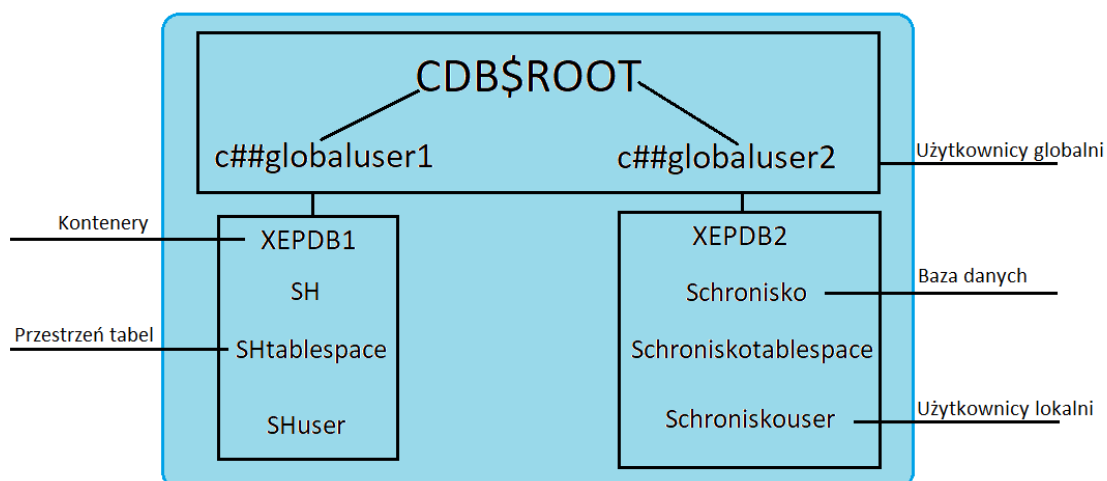 CDB$ROOT
c##globaluser1
c##globaluser2
Użytkownicy globalni
Kontenery
XEPDB1
XEPDB2
SH
Schronisko
Baza danych
Przestrzeń tabel
SHtablespace
Schroniskotablespace
SHuser
Schroniskouser
Użytkownicy lokalni